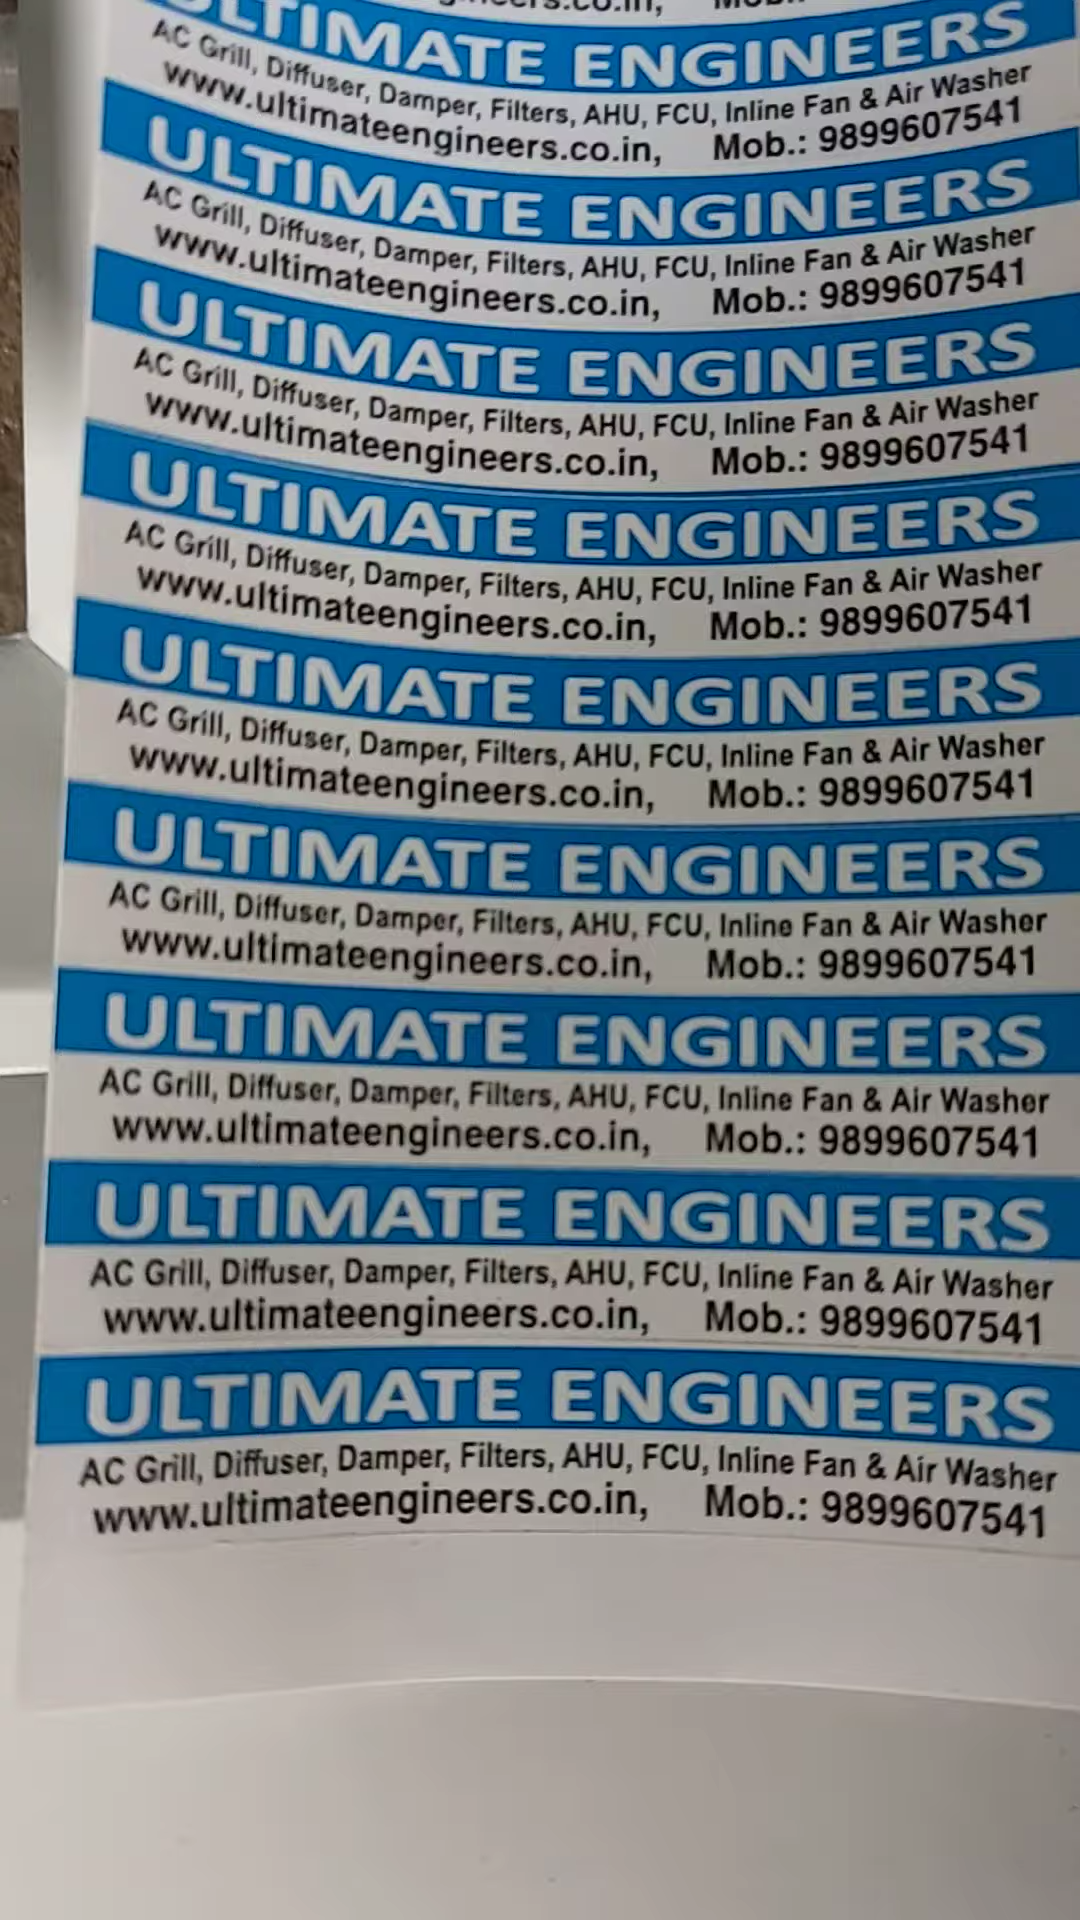 ULTIMATE ENGINEERS
AC Grill, Diffuser, Damper, Filters, AHU, FCU, Inline Fan & Air Washer
www.ultimateengineers.co.in, Mob.: 9899607541
ULTIMATE ENGINEERS
AC Grill, Diffuser, Damper, Filters, AHU, FCU, Inline Fan & Air Washer
www.ultimateengineers.co.in, Mob.: 9899607541
ULTIMATE ENGINEERS
AC Grill, Diffuser, Damper, Filters, AHU, FCU, Inline Fan & Air Washer
www.ultimateengineers.co.in, Mob.: 9899607541
ULTIMATE ENGINEERS
AC Grill, Diffuser, Damper, Filters, AHU, FCU, Inline Fan & Air Washer
www.ultimateengineers.co.in, Mob.: 9899607541
ULTIMATE ENGINEERS
AC Grill, Diffuser, Damper, Filters, AHU, FCU, Inline Fan & Air Washer
www.ultimateengineers.co.in, Mob.: 9899607541
ULTIMATE ENGINEERS
AC Grill, Diffuser, Damper, Filters, AHU, FCU, Inline Fan & Air Washer
www.ultimateengineers.co.in, Mob.: 9899607541
ULTIMATE ENGINEERS
AC Grill, Diffuser, Damper, Filters, AHU, FCU, Inline Fan & Air Washer
www.ultimateengineers.co.in, Mob.: 9899607541
ULTIMATE ENGINEERS
AC Grill, Diffuser, Damper, Filters, AHU, FCU, Inline Fan & Air Washer
www.ultimateengineers.co.in, Mob.: 9899607541
ULTIMATE ENGINEERS
AC Grill, Diffuser, Damper, Filters, AHU, FCU, Inline Fan & Air Washer
www.ultimateengineers.co.in, Mob.: 9899607541